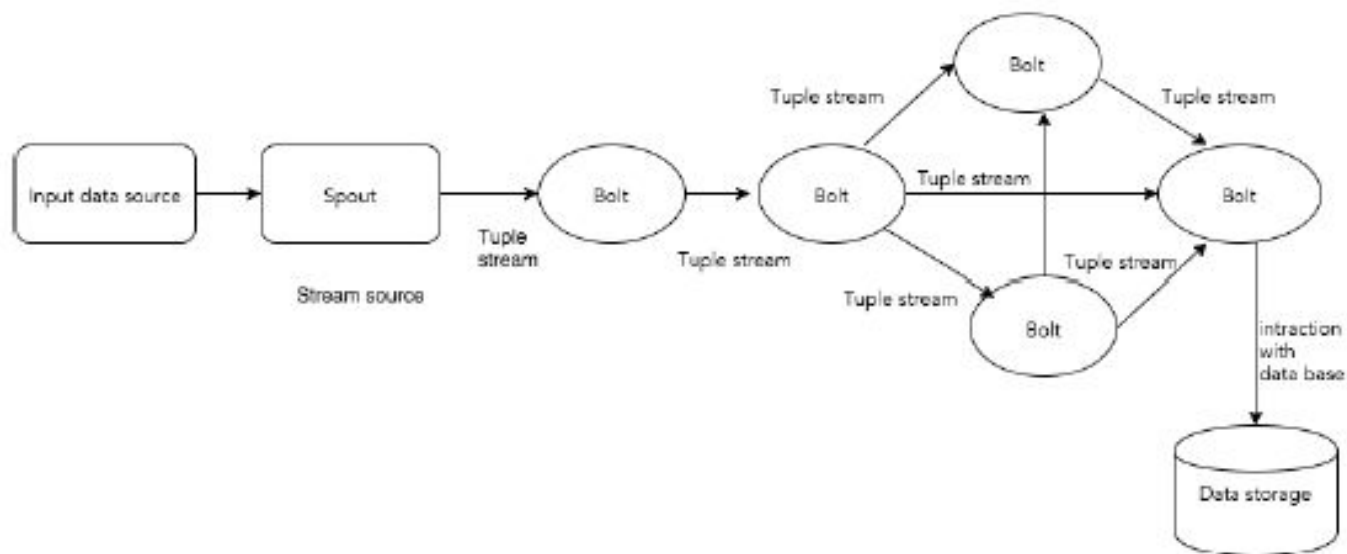 Bolt
Tuple stream
Tuple stream
Input data source
Spout
Bolt
Bolt
Tuple stream
Bolt
Tuple
stream
Tuple stream
Tuple stream
Tuple stream
Stream source
Bolt
intraction
with
data base
Data storage